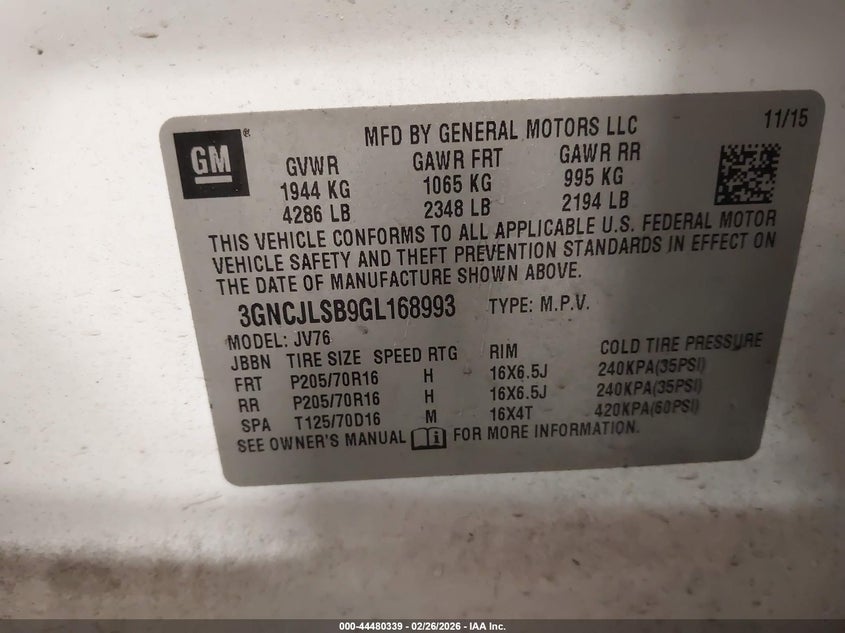 GM®
MFD BY GENERAL MOTORS LLC 11/15
GVWR GAWR FRT GAWR RR
1944 KG 1065 KG 995 KG
4286 LB 2348 LB 2194 LB
THIS VEHICLE CONFORMS TO ALL APPLICABLE U.S. FEDERAL MOTOR
VEHICLE SAFETY AND THEFT PREVENTION STANDARDS IN EFFECT ON
THE DATE OF MANUFACTURE SHOWN ABOVE.
3GNCJLSB9GL168993 TYPE: M.P.V.
MODEL: JV76
JBBN TIRE SIZE SPEED RTG RIM COLD TIRE PRESSURE
FRT P205/70R16 H 16X6.5J 240KPA(35PSI)
RR P205/70R16 H 16X6.5J 240KPA(35PSI)
SPA T125/70D16 M 16X4T 420KPA(60PSI)
SEE OWNER'S MANUAL FOR MORE INFORMATION.
000-44480339 - 02/26/2026 - IAA Inc.